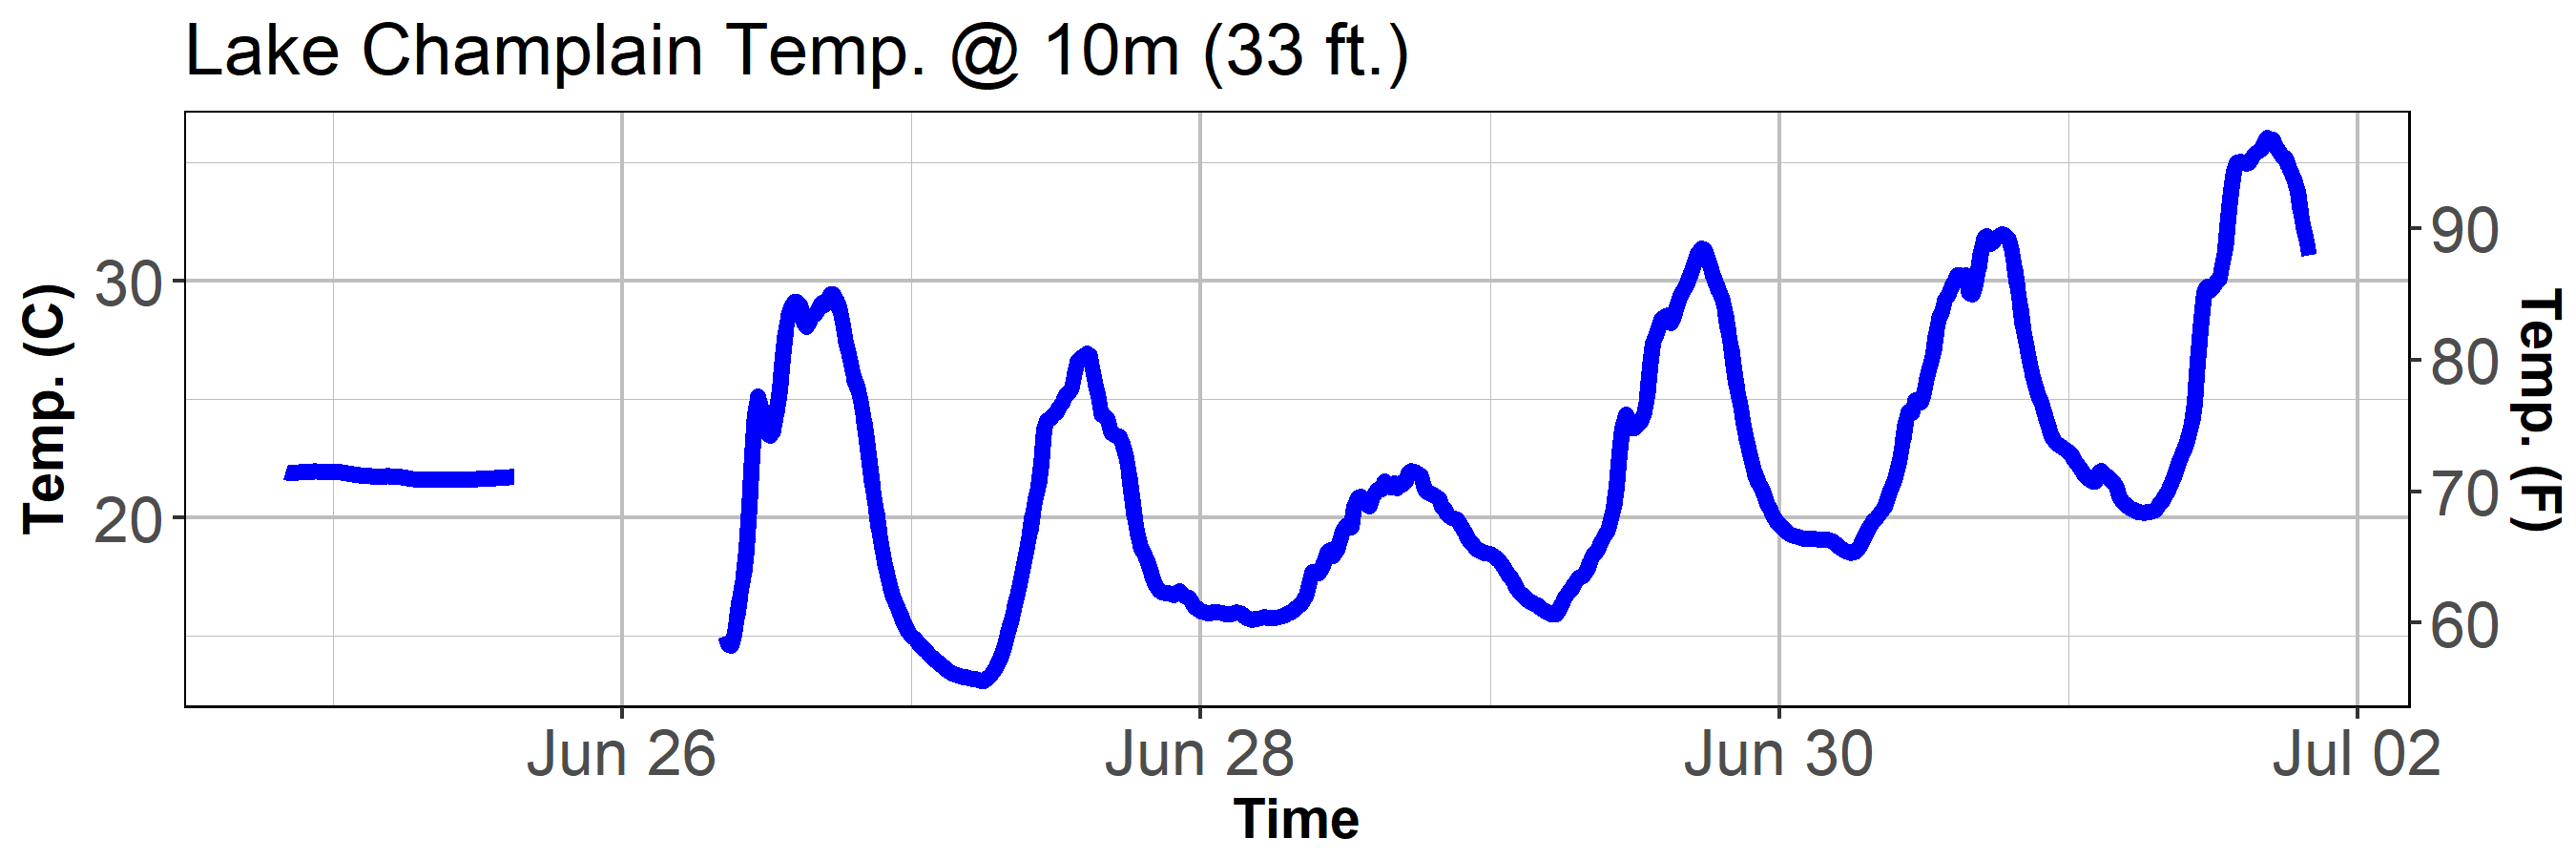 Lake Champlain Temp. @ 10m (33 ft.)
Temp. (C)
30
20
90
80
70
60
Temp. (F)
Jun 26 Jun 28 Jun 30 Jul 02
Time